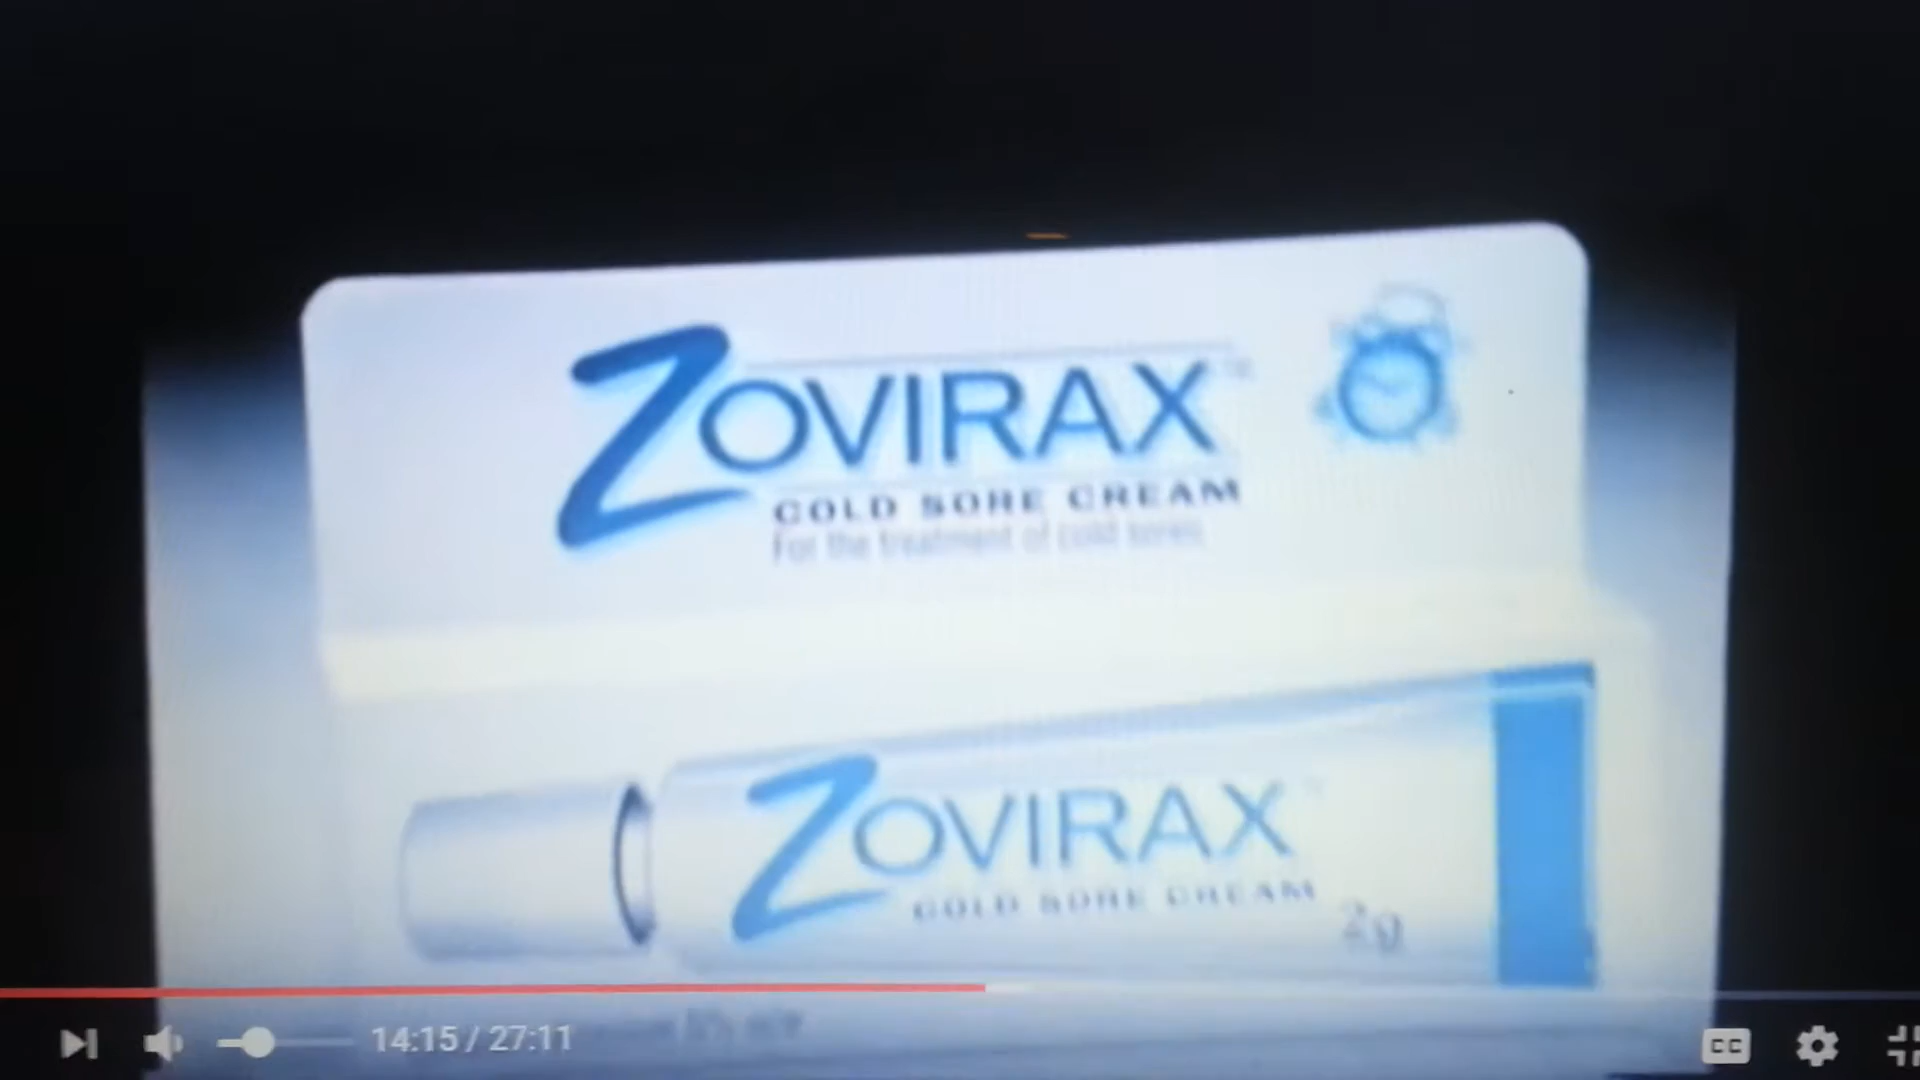 ZOVIRAX
COLD SORE CREAM
For the treatment of cold sores
ZOVIRAX
COLD SORE CREAM
2g
14:15 / 27:11
CC